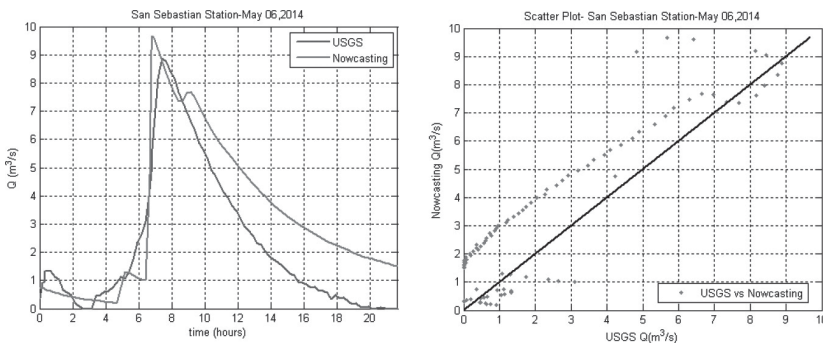 San Sebastian Station-May 06,2014
10
9
8
7
6
5
4
3
2
1
0
Q (m³/s)
USGS
Nowcasting
0 2 4 6 8 10 12 14 16 18 20
time (hours)
Scatter Plot- San Sebastian Station-May 06,2014
10
9
8
7
6
5
4
3
2
1
0
Nowcasting Q(m³/s)
USGS vs Nowcasting
0 1 2 3 4 5 6 7 8 9 10
USGS Q(m³/s)